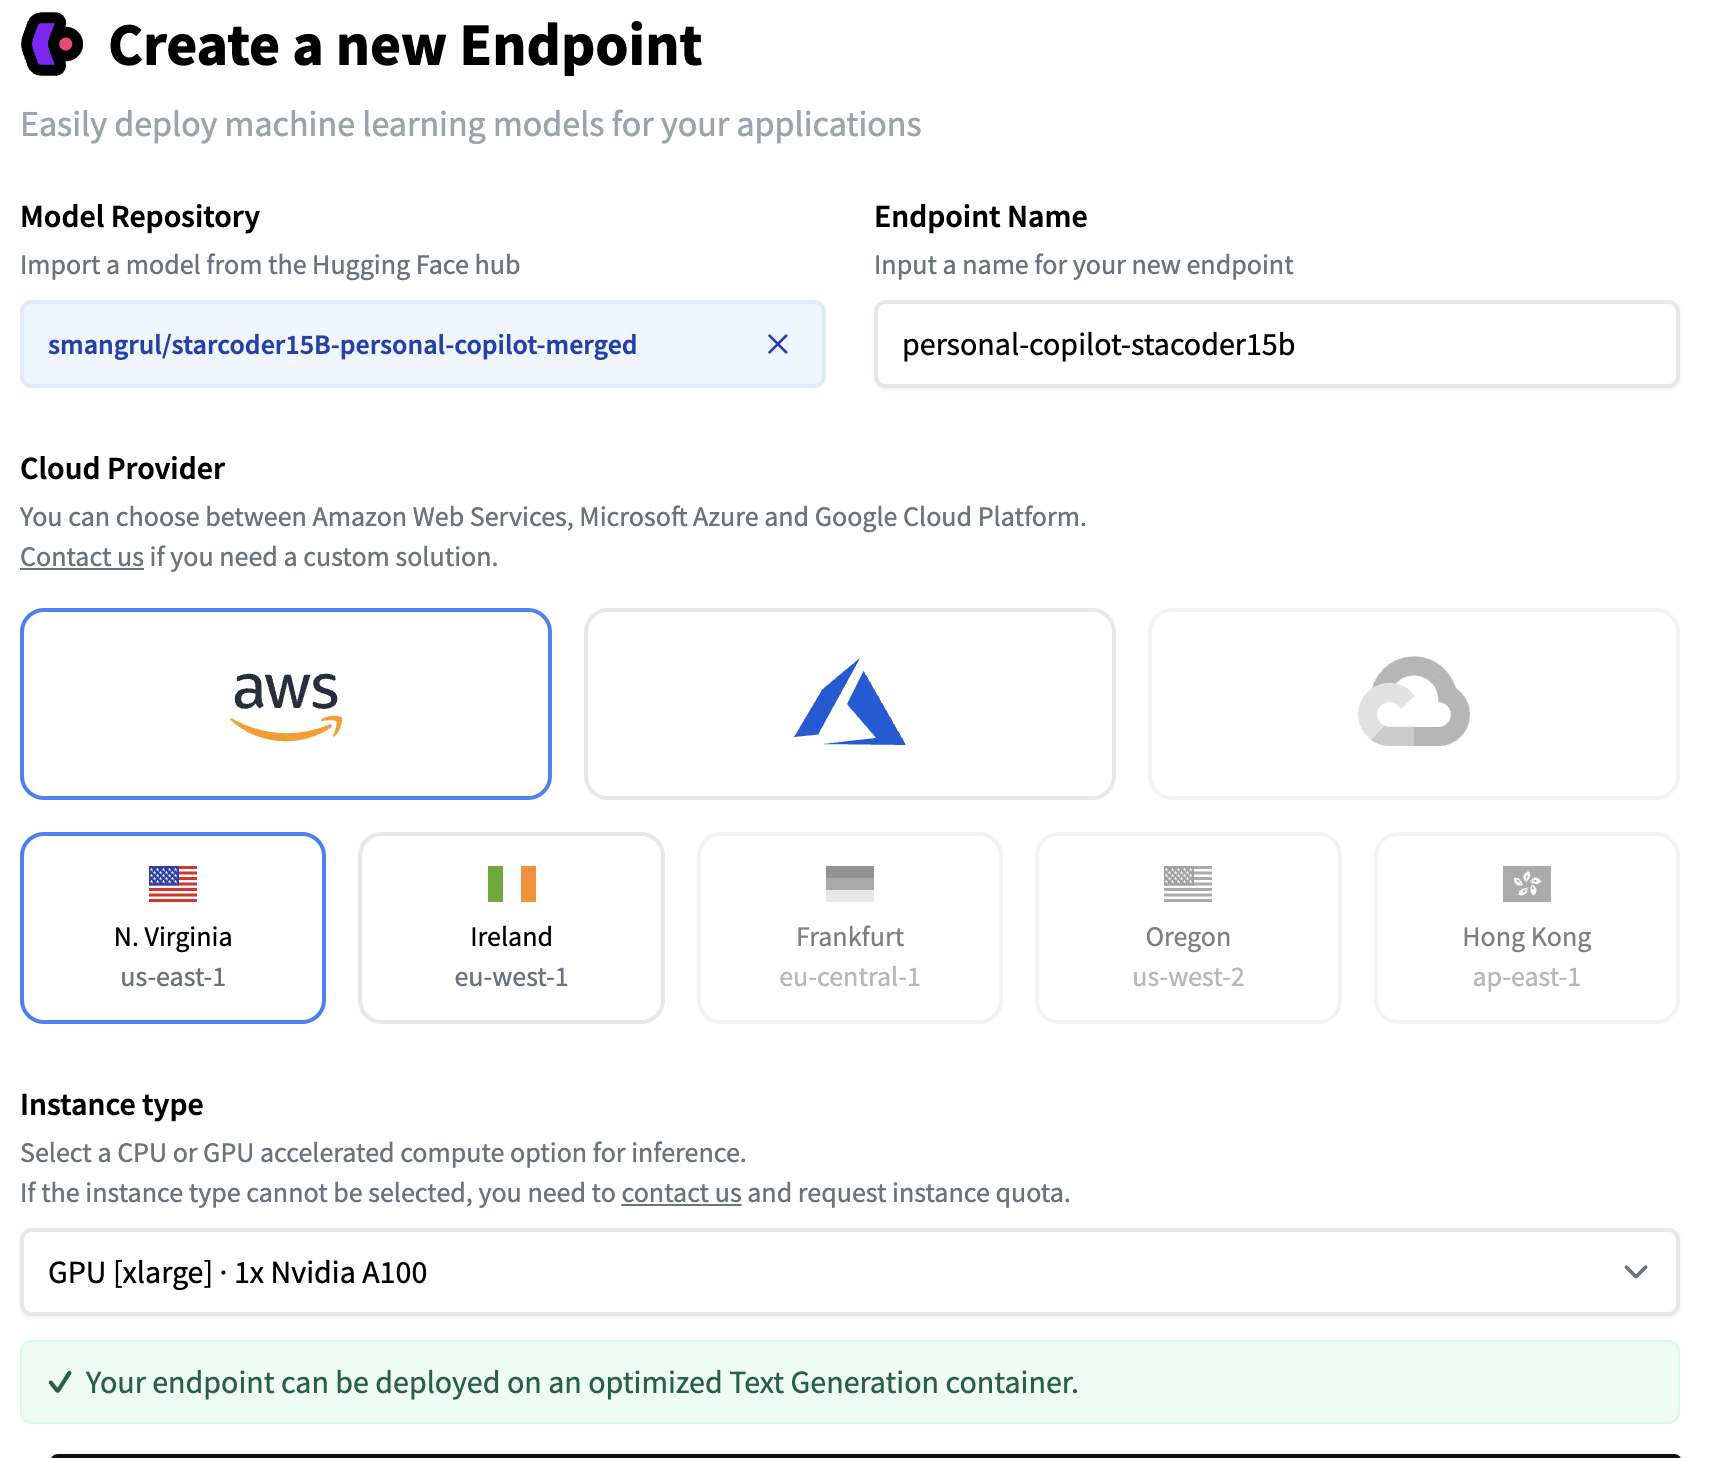 Create a new Endpoint
Easily deploy machine learning models for your applications
Model Repository
Import a model from the Hugging Face hub
smangrul/starcoder15B-personal-copilot-merged
Endpoint Name
Input a name for your new endpoint
personal-copilot-stacoder15b
Cloud Provider
You can choose between Amazon Web Services, Microsoft Azure and Google Cloud Platform.
Contact us if you need a custom solution.
aws
N. Virginia
us-east-1
Ireland
eu-west-1
Frankfurt
eu-central-1
Oregon
us-west-2
Hong Kong
ap-east-1
Instance type
Select a CPU or GPU accelerated compute option for inference.
If the instance type cannot be selected, you need to contact us and request instance quota.
GPU [xlarge] · 1x Nvidia A100
✓ Your endpoint can be deployed on an optimized Text Generation container.